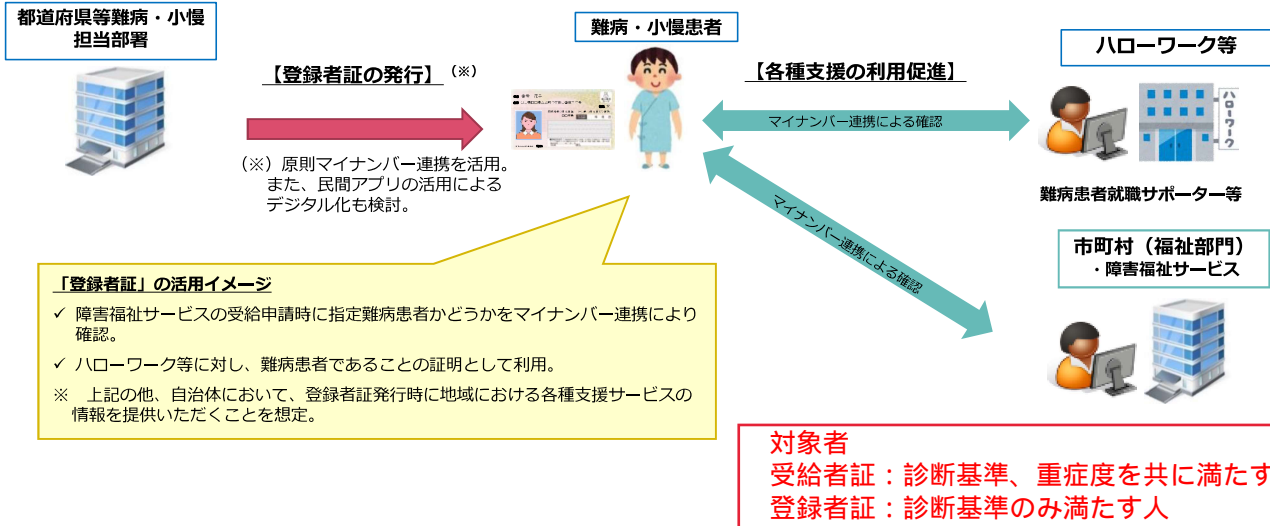 都道府県等難病・小慢
担当部署
難病・小慢患者
ハローワーク等
【登録者証の発行】(※)
【各種支援の利用促進】
マイナンバー連携による確認
ハローワーク
(※)原則マイナンバー連携を活用。
また、民間アプリの活用による
デジタル化も検討。
難病患者就職サポーター等
マイナンバー連携による確認
市町村(福祉部門)
・障害福祉サービス
「登録者証」の活用イメージ
✓ 障害福祉サービスの受給申請時に指定難病患者かどうかをマイナンバー連携により
確認。
✓ ハローワーク等に対し、難病患者であることの証明として利用。
※ 上記の他、自治体において、登録者証発行時に地域における各種支援サービスの
情報を提供いただくことを想定。
対象者
受給者証:診断基準、重症度を共に満たす
登録者証:診断基準のみ満たす人